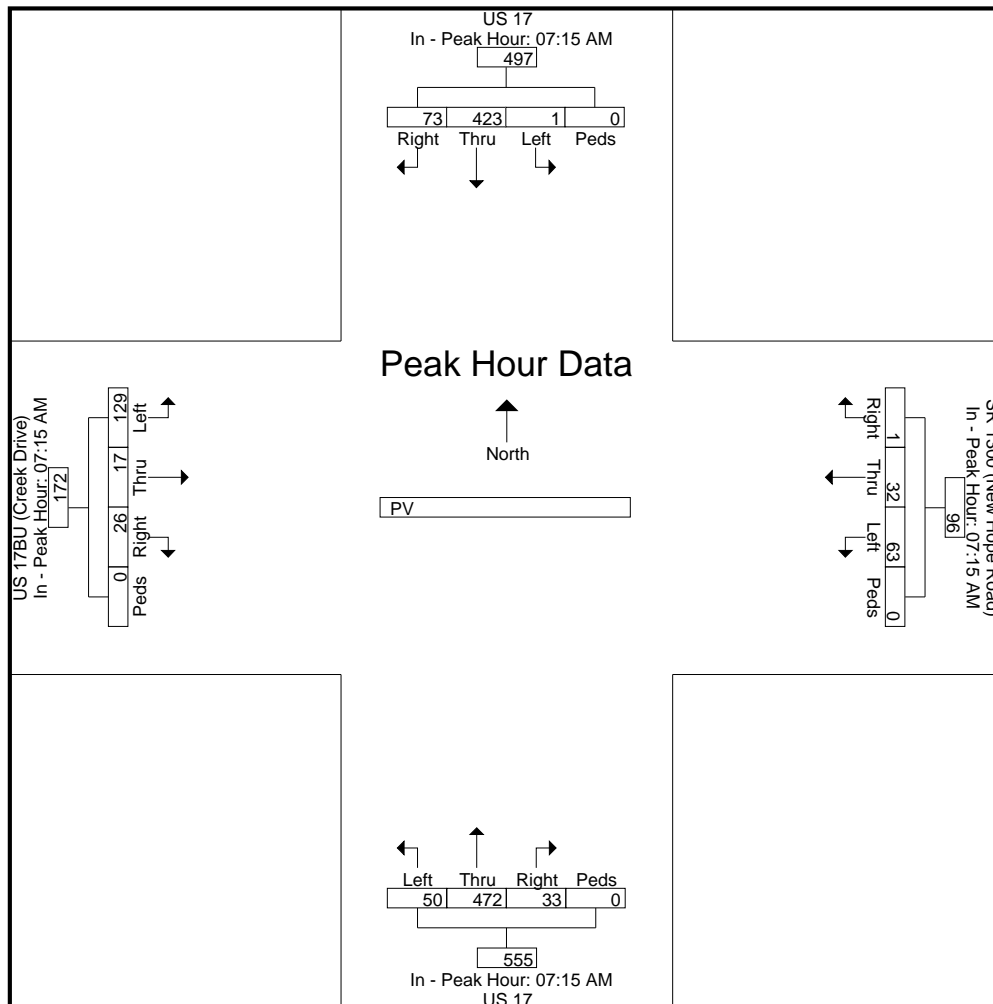 US 17
In - Peak Hour: 07:15 AM
497
73 423 1 0
Right Thru Left Peds
Peak Hour Data
North
PV
US 17BU (Creek Drive)
In - Peak Hour: 07:15 AM
172
129 17 26 0
Left Thru Right Peds
(New Hope Road)
In - Peak Hour: 07:15 AM
96
1 32 63 0
Right Thru Left Peds
Left Thru Right Peds
50 472 33 0
555
In - Peak Hour: 07:15 AM
US 17